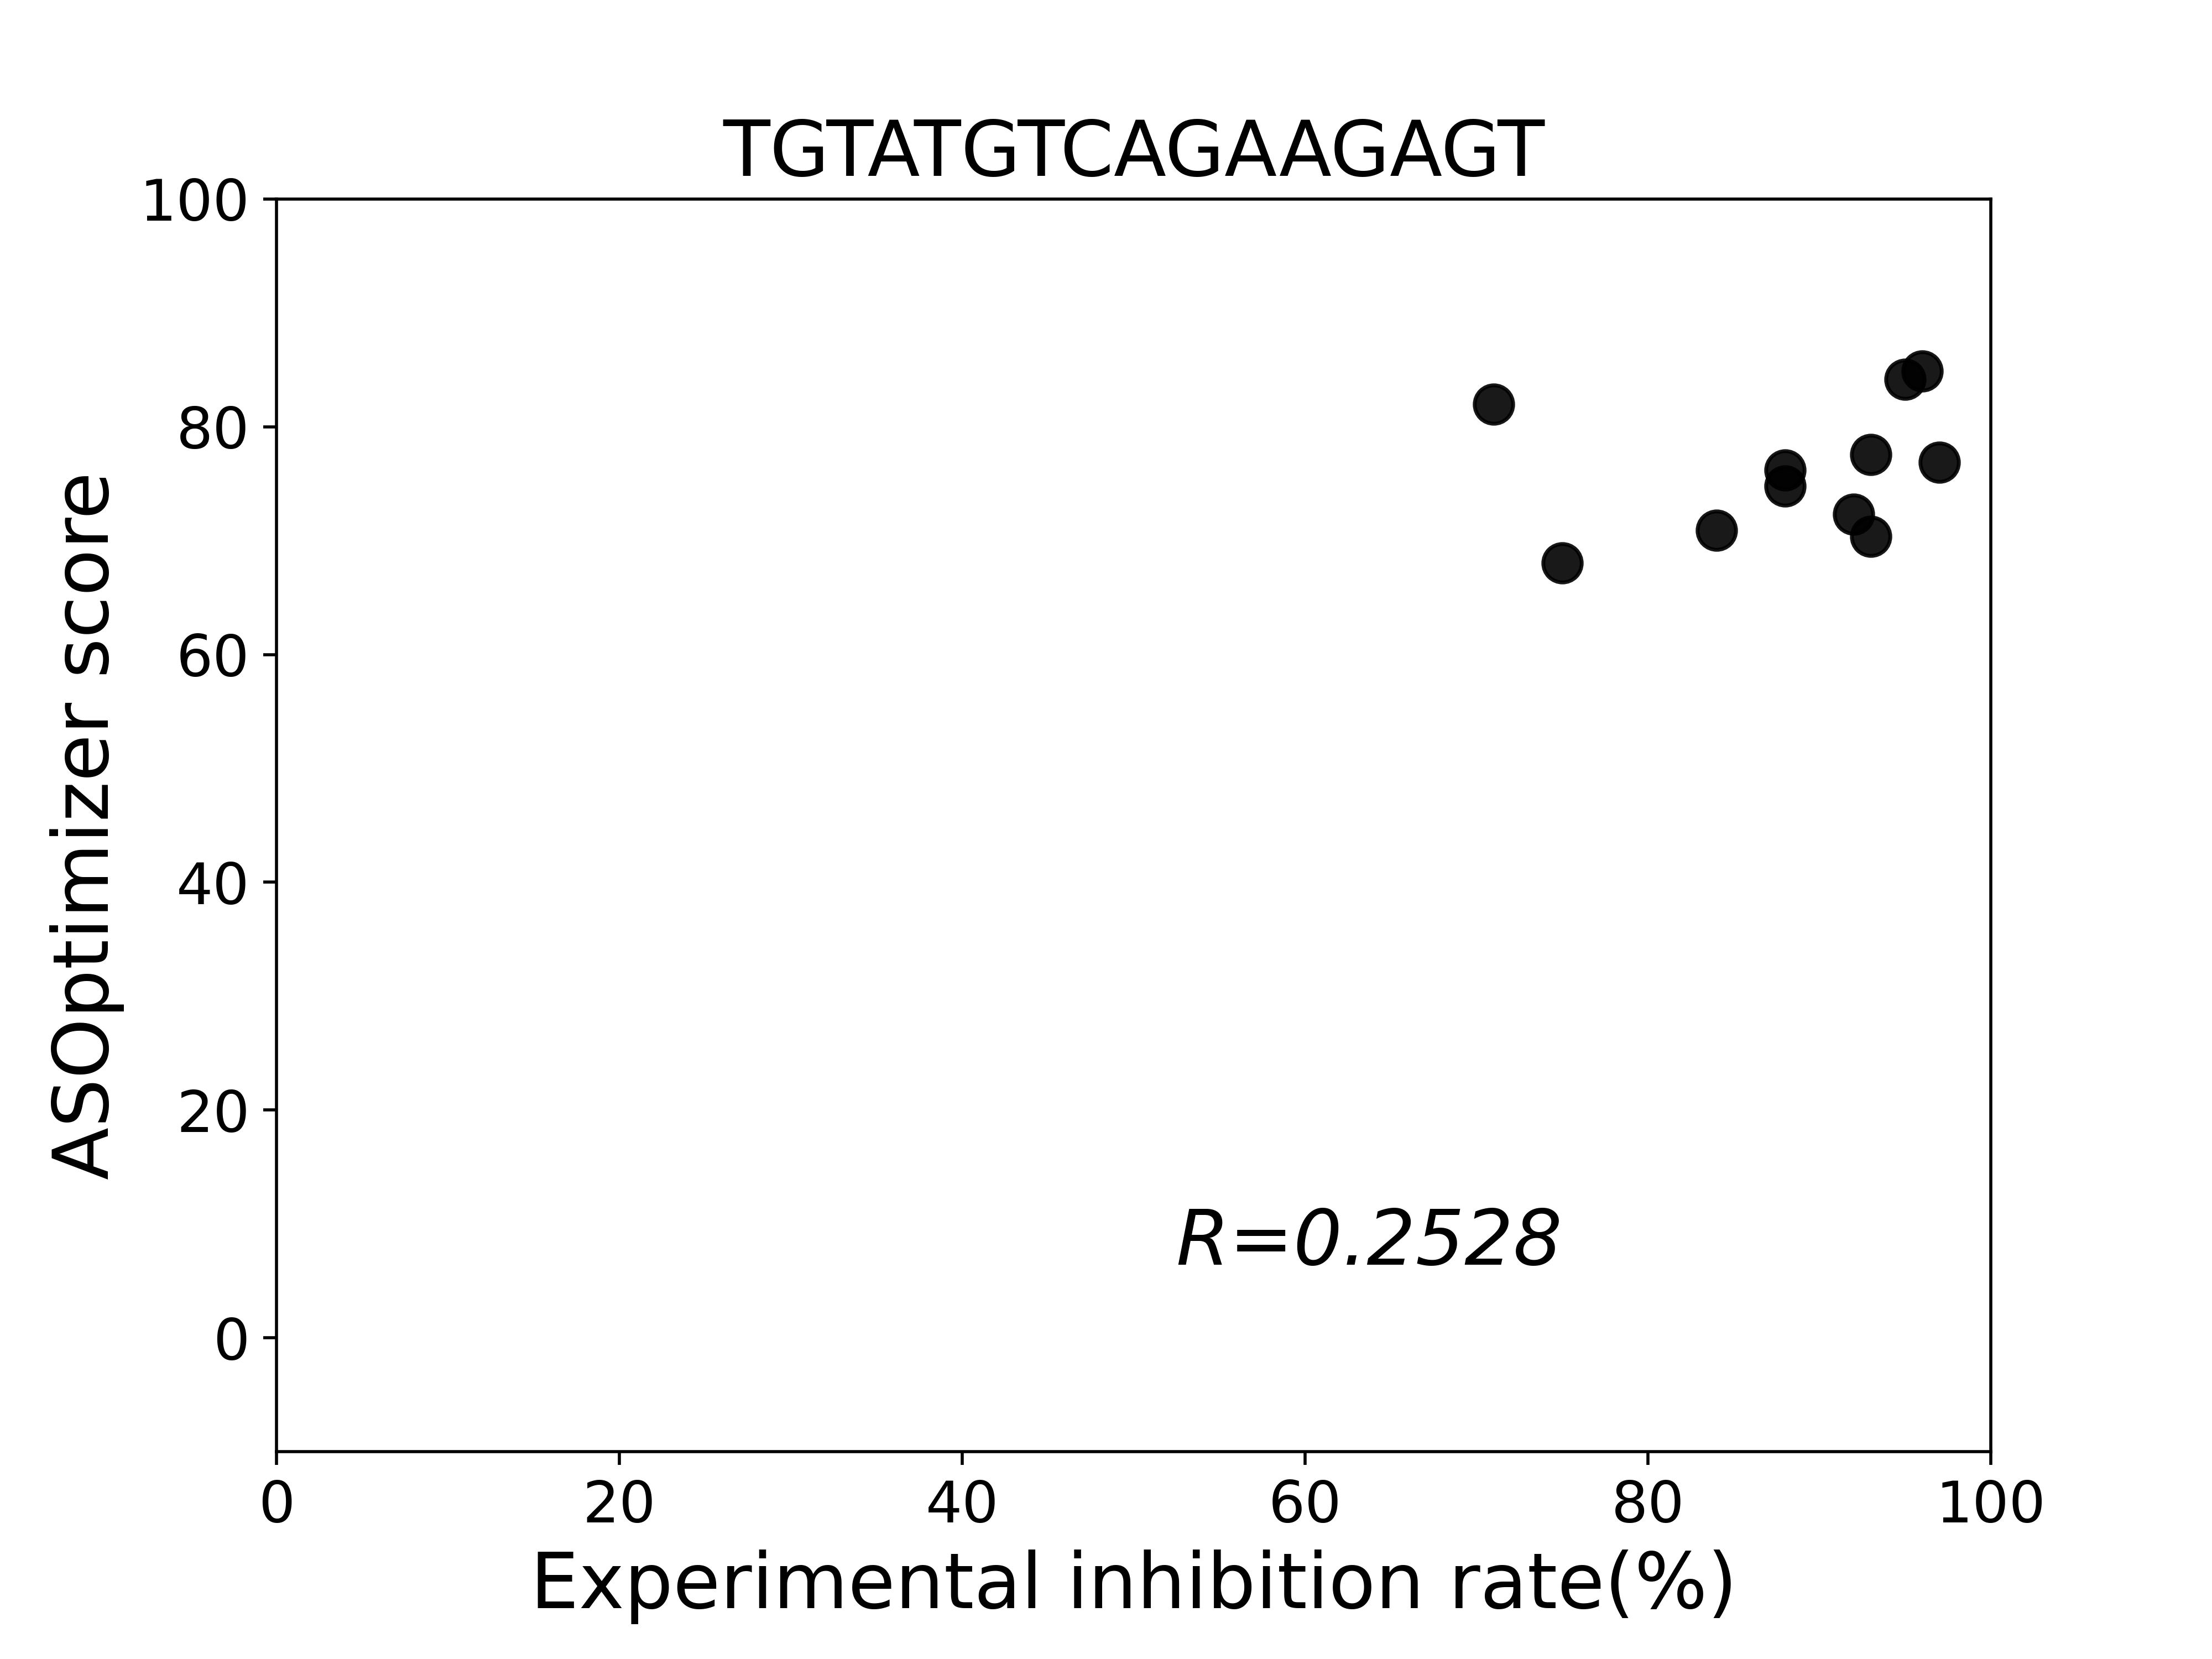 TGTATGTCAGAAGAGT
100
80
60
40
20
0
ASOptimizer score
R=0.2528
0 20 40 60 80 100
Experimental inhibition rate(%)